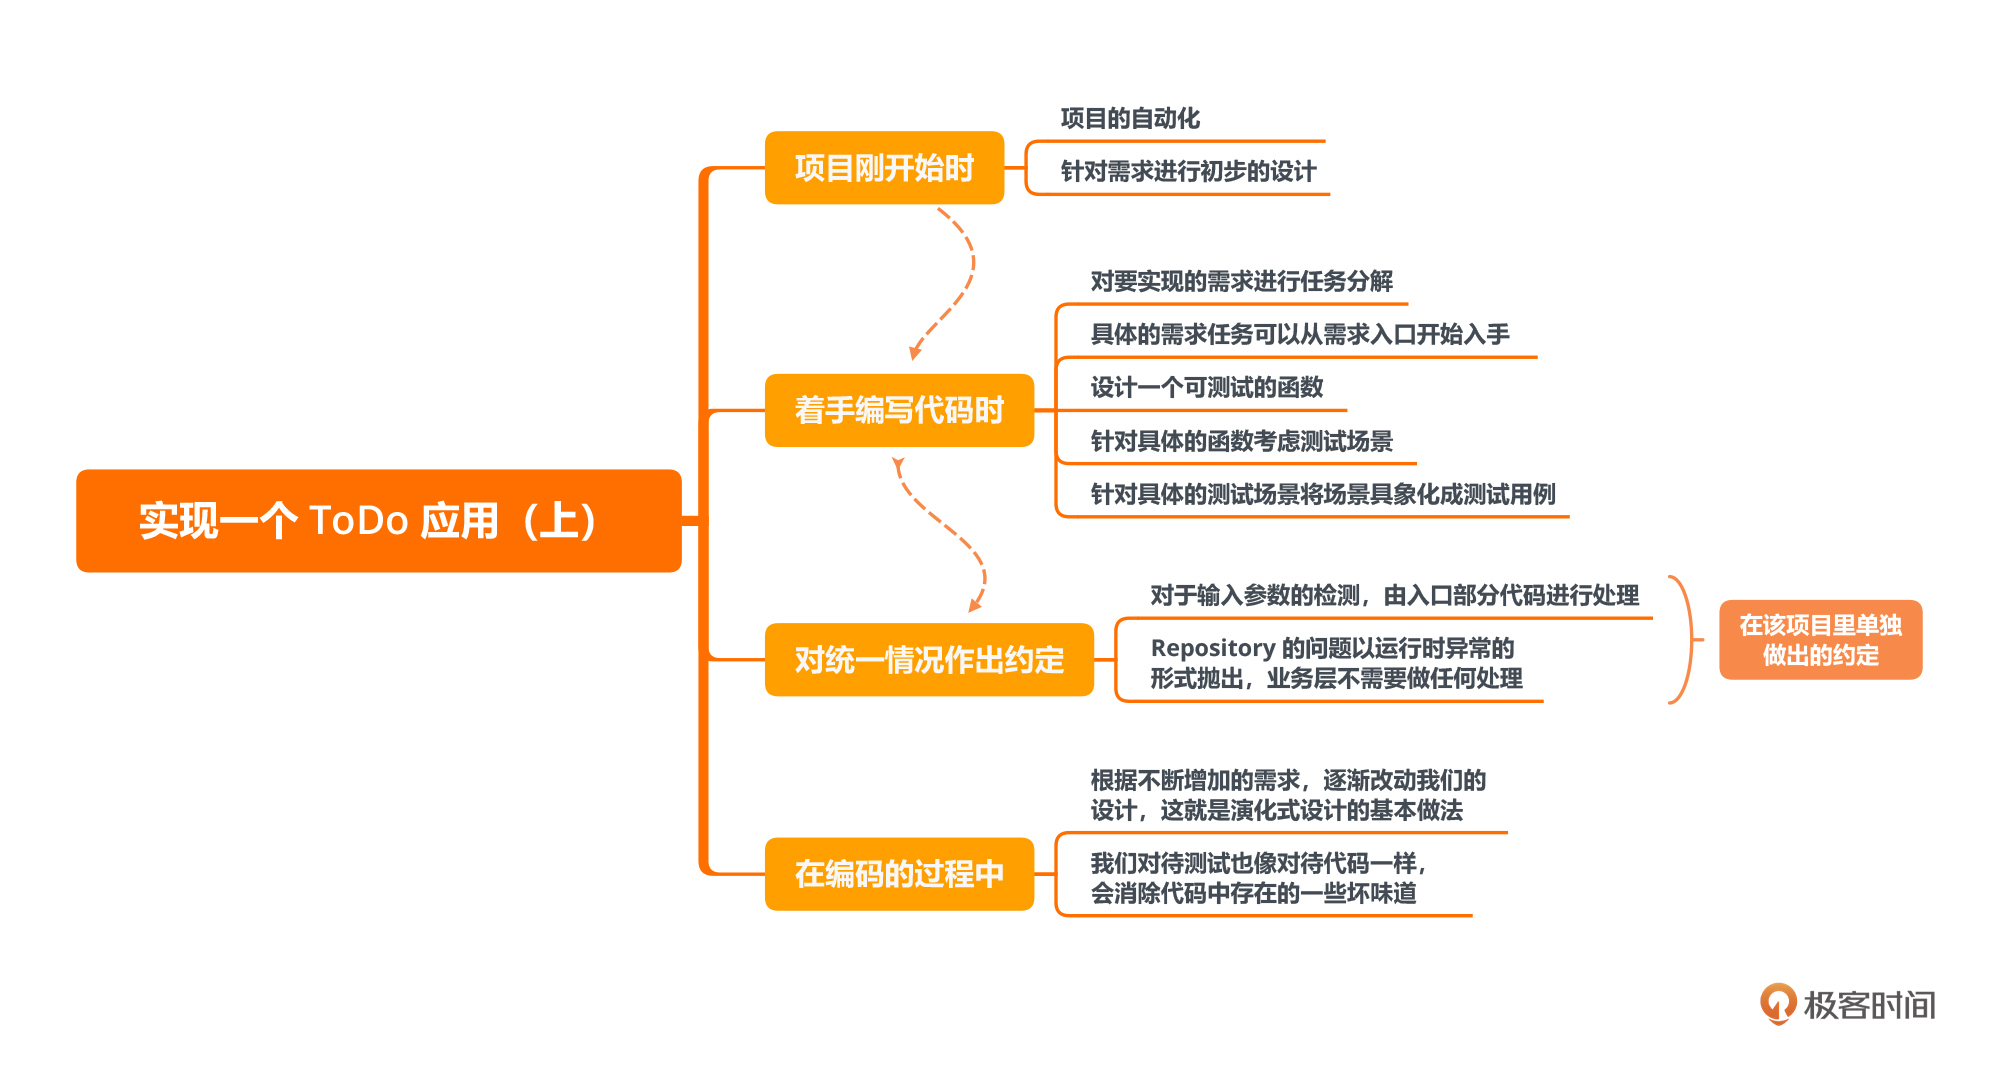 实现一个 ToDo 应用（上）
项目刚开始时
项目的自动化
针对需求进行初步的设计
着手编写代码时
对要实现的需求进行任务分解
具体的需求任务可以从需求入口开始入手
设计一个可测试的函数
针对具体的函数考虑测试场景
针对具体的测试场景将场景具象化成测试用例
对统一情况作出约定
对于输入参数的检测，由入口部分代码进行处理
Repository 的问题以运行时异常的
形式抛出，业务层不需要做任何处理
在该项目里单独
做出的约定
在编码的过程中
根据不断增加的需求，逐渐改动我们的
设计，这就是演化式设计的基本做法
我们对待测试也像对待代码一样，
会消除代码中存在的一些坏味道
极客时间